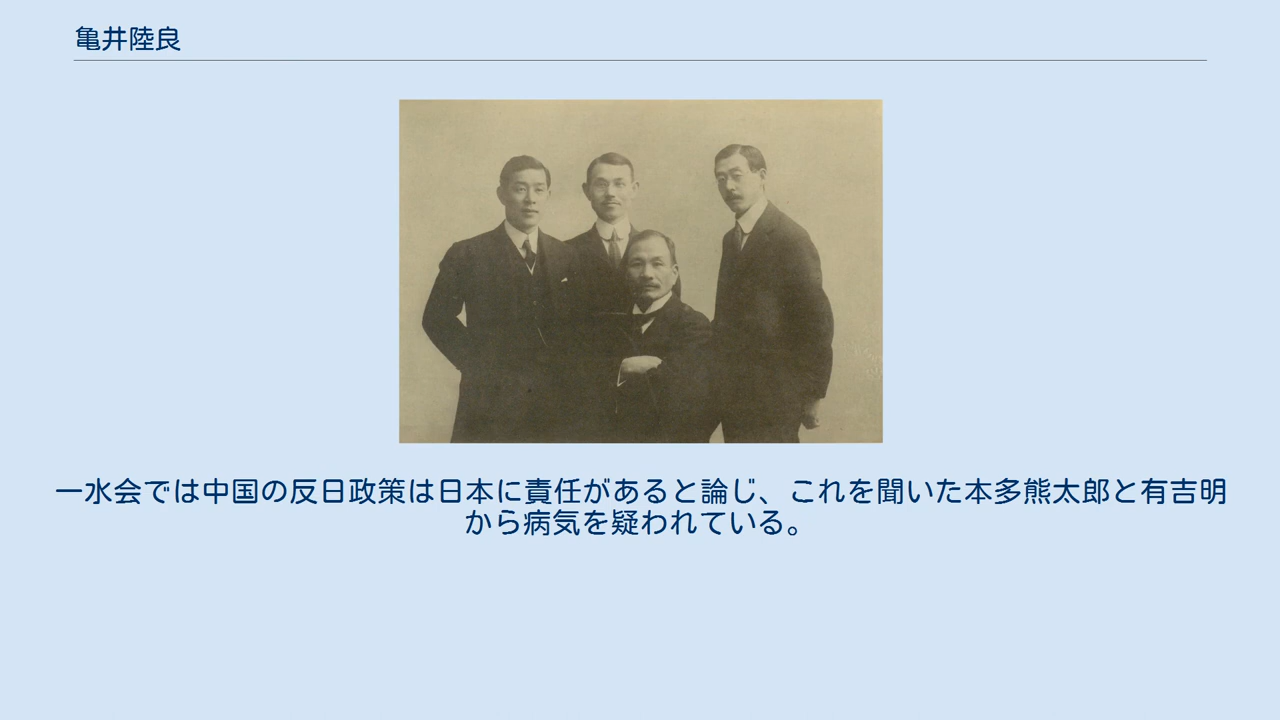 亀井陸良
一水会では中国の反日政策は日本に責任があると論じ、これを聞いた本多熊太郎と有吉明
から病気を疑われている。